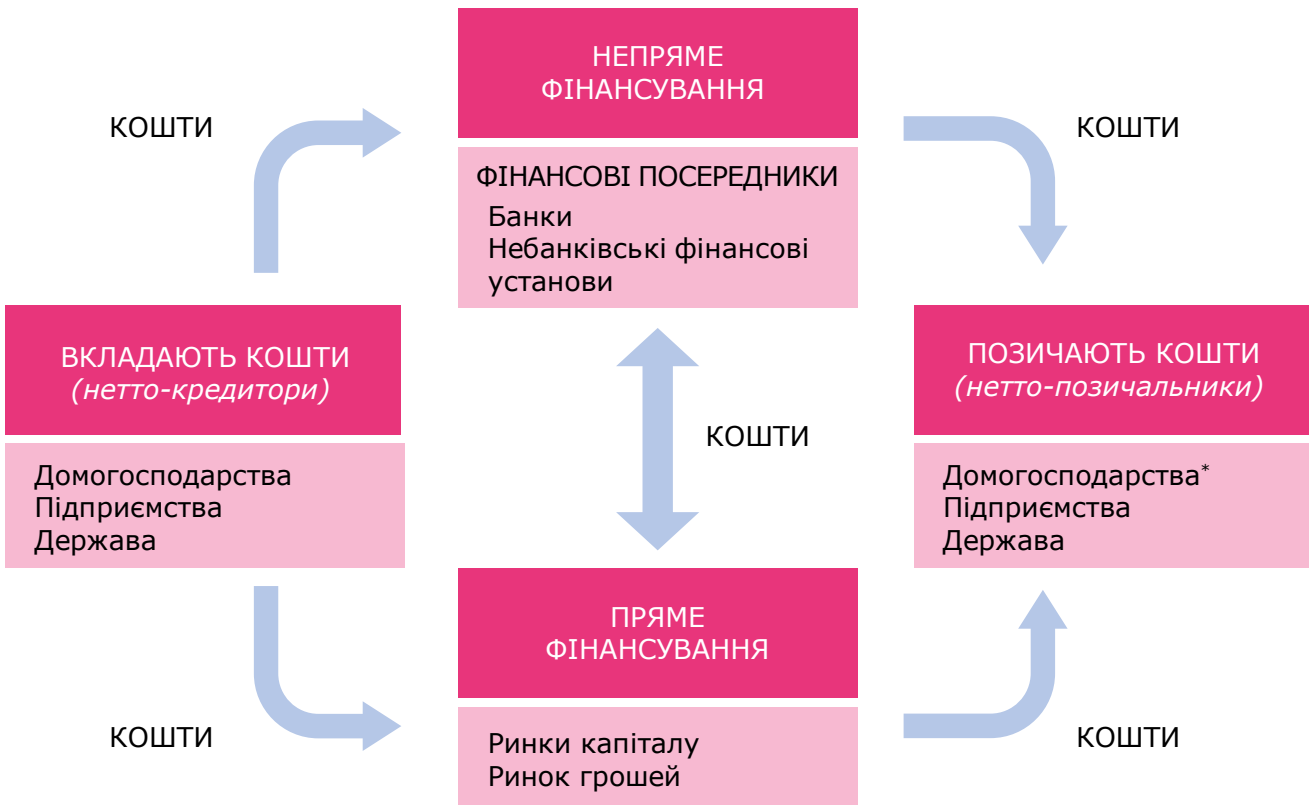 НЕПРЯМЕ
ФІНАНСУВАННЯ
КОШТИ
КОШТИ
ФІНАНСОВІ ПОСЕРЕДНИКИ
Банки
Небанківські фінансові
установи
ВКЛАДАЮТЬ КОШТИ
(нетто-кредитори)
Домогосподарства
Підприємства
Держава
КОШТИ
ПОЗИЧАЮТЬ КОШТИ
(нетто-позичальники)
Домогосподарства*
Підприємства
Держава
ПРЯМЕ
ФІНАНСУВАННЯ
КОШТИ
Ринки капіталу
Ринок грошей
КОШТИ